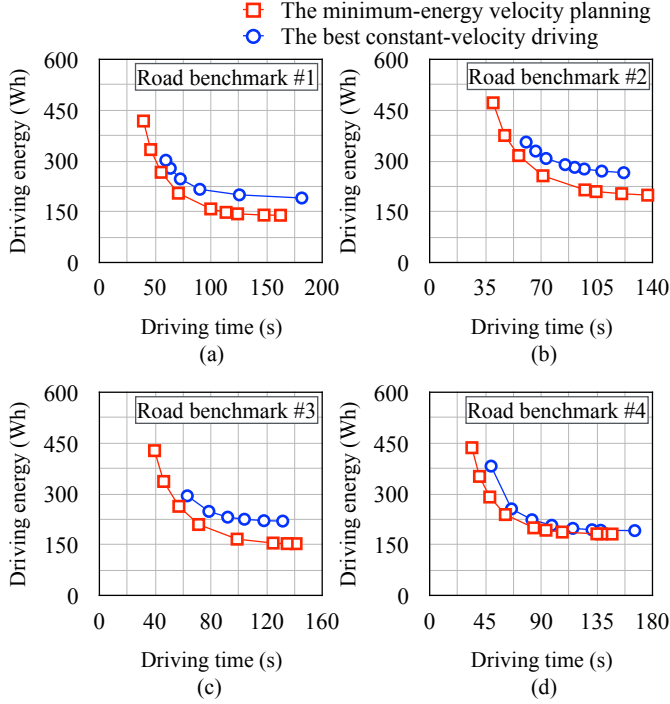 The minimum-energy velocity planning
The best constant-velocity driving
Driving energy (Wh)
600
450
300
150
0
Road benchmark #1
0 50 100 150 200
Driving time (s)
(a)
Driving energy (Wh)
600
450
300
150
0
Road benchmark #2
0 35 70 105 140
Driving time (s)
(b)
Driving energy (Wh)
600
450
300
150
0
Road benchmark #3
0 40 80 120 160
Driving time (s)
(c)
Driving energy (Wh)
600
450
300
150
0
Road benchmark #4
0 45 90 135 180
Driving time (s)
(d)